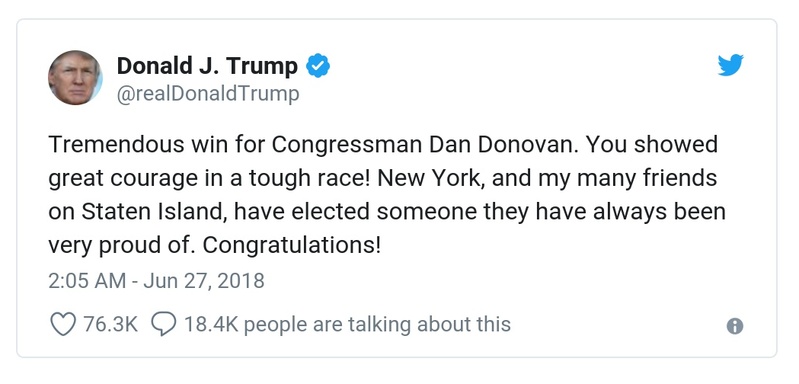 Donald J. Trump
@realDonaldTrump
Tremendous win for Congressman Dan Donovan. You showed
great courage in a tough race! New York, and my many friends
on Staten Island, have elected someone they have always been
very proud of. Congratulations!
2:05 AM - Jun 27, 2018
76.3K 18.4K people are talking about this